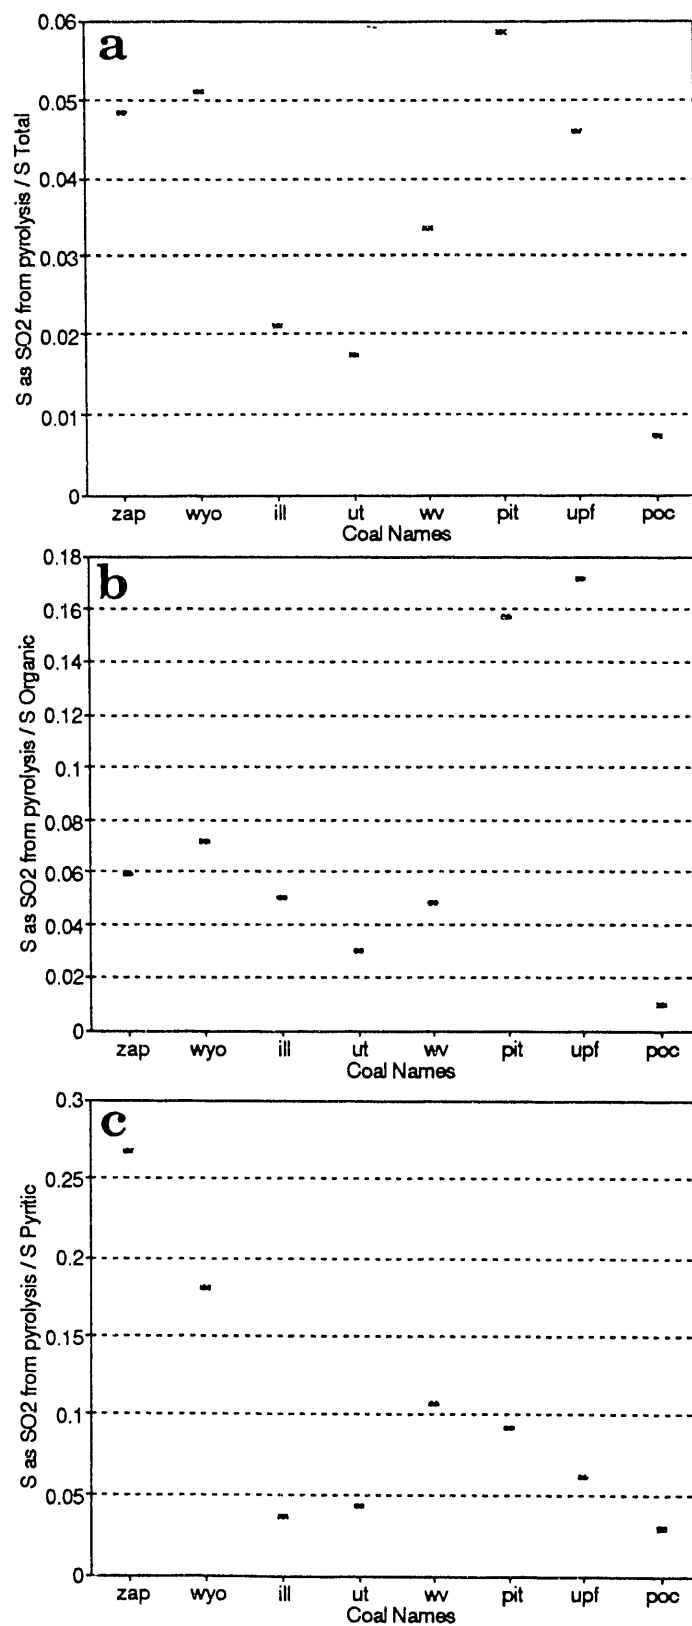 a
S as SO2 from pyrolysis / S Total
0.06
0.05
0.04
0.03
0.02
0.01
0
zap wyo ill ut wv pit upf poc
Coal Names
b
S as SO2 from pyrolysis / S Organic
0.18
0.16
0.14
0.12
0.1
0.08
0.06
0.04
0.02
0
zap wyo ill ut wv pit upf poc
Coal Names
c
S as SO2 from pyrolysis / S Pyritic
0.3
0.25
0.2
0.15
0.1
0.05
0
zap wyo ill ut wv pit upf poc
Coal Names